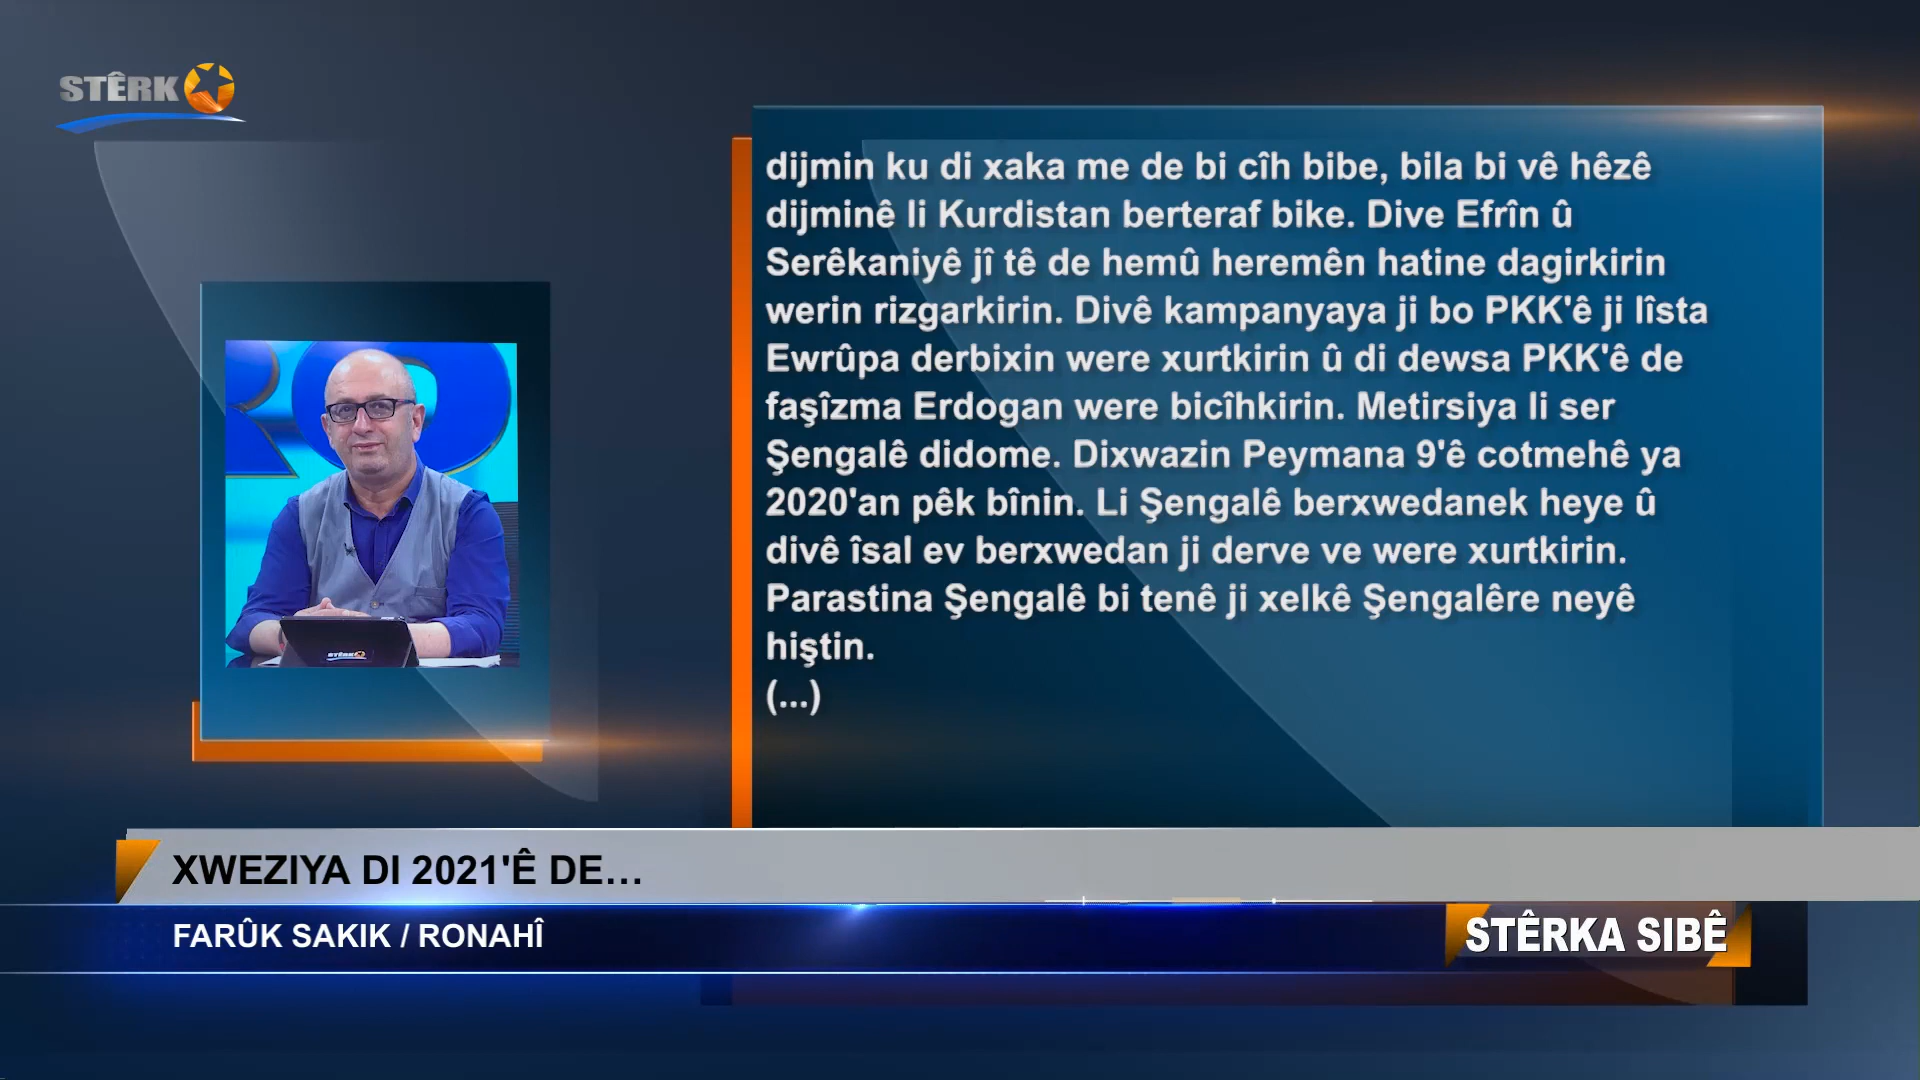 STÊRK
dijmin ku di xaka me de bi cîh bibe, bila bi vê hêzê
dijminê li Kurdistan berteraf bike. Dive Efrîn û
Serêkaniyê jî tê de hemû heremên hatine dagirkirin
werin rizgarkirin. Divê kampanyaya ji bo PKK'ê ji lîsta
Ewrûpa derbixin were xurtkirin û di dewsa PKK'ê de
faşîzma Erdogan were bicîhkirin. Metirsiya li ser
Şengalê didome. Dixwazin Peymana 9'ê cotmehê ya
2020'an pêk bînin. Li Şengalê berxwedanek heye û
divê îsal ev berxwedan ji derve ve were xurtkirin.
Parastina Şengalê bi tenê ji xelkê Şengalêre neyê
hiştin.
(...)
STÊRK
XWEZIYA DI 2021'Ê DE...
FARÛK SAKIK / RONAHÎ
STÊRKA SIBÊ